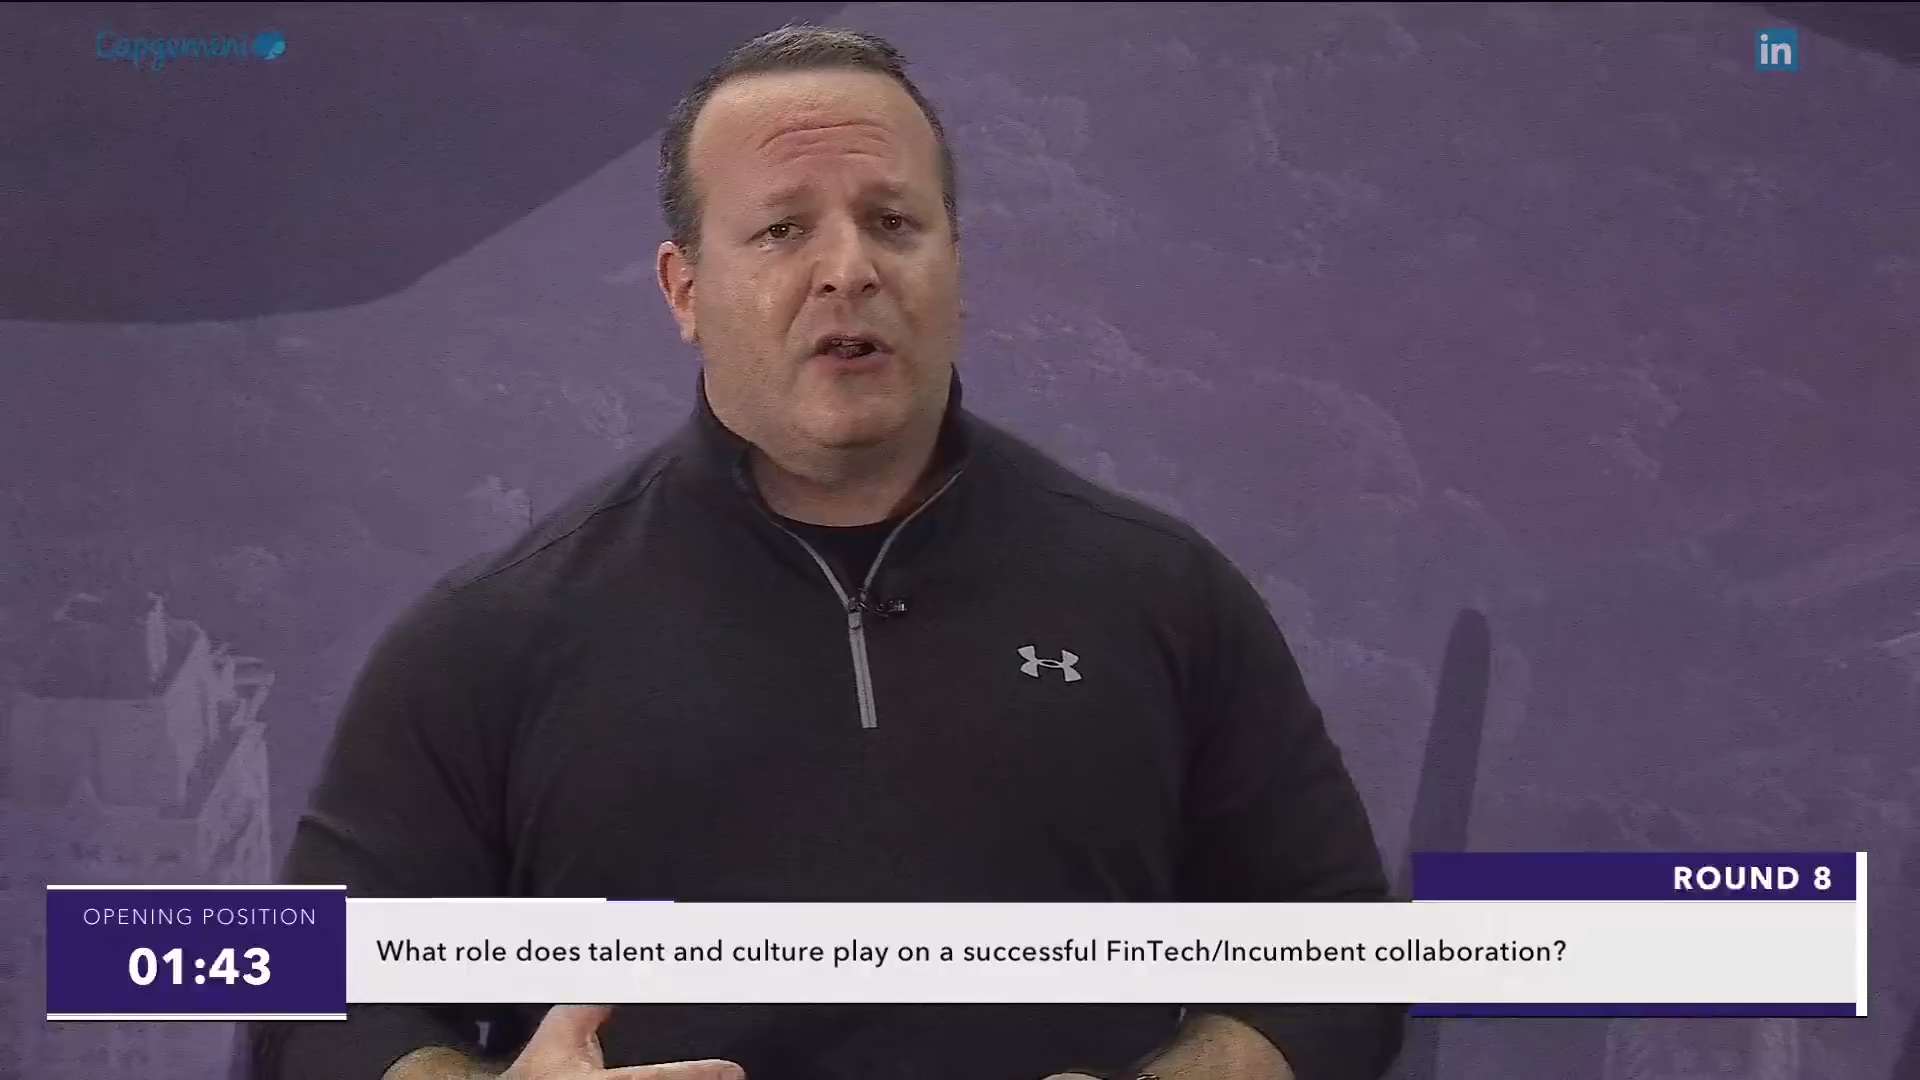 Capgemini
in
ROUND 8
OPENING POSITION
01:43
What role does talent and culture play on a successful FinTech/Incumbent collaboration?